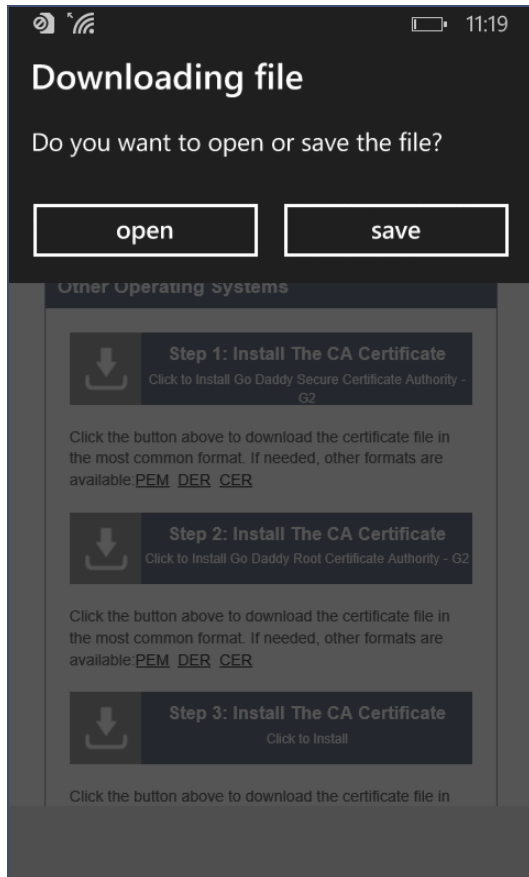 11:19
Downloading file
Do you want to open or save the file?
open
save
Other Operating Systems
Step 1: Install The CA Certificate
Click to Install Go Daddy Secure Certificate Authority -
G2
Click the button above to download the certificate file in
the most common format. If needed, other formats are
available:PEM DER CER
Step 2: Install The CA Certificate
Click to Install Go Daddy Root Certificate Authority - G2
Click the button above to download the certificate file in
the most common format. If needed, other formats are
available:PEM DER CER
Step 3: Install The CA Certificate
Click to Install
Click the button above to download the certificate file in